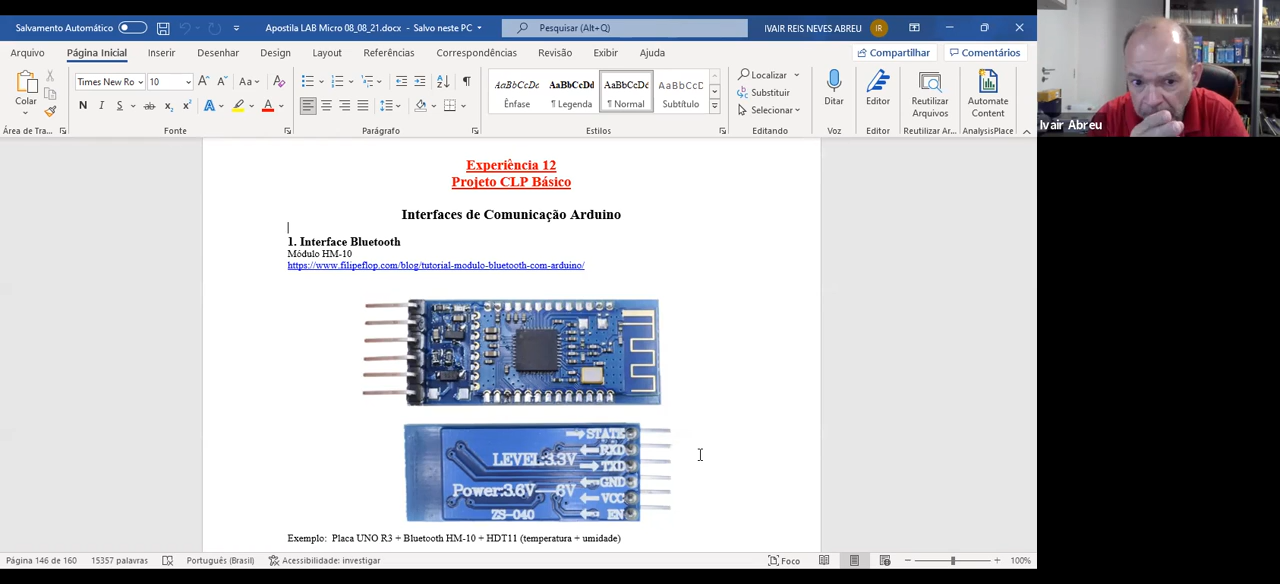 Salvamento Automático
Apostila LAB Micro 08_08_21.docx - Salvo neste PC
Pesquisar (Alt+Q)
IVAIR REIS NEVES ABREU
IR
Arquivo
Página Inicial
Inserir
Desenhar
Design
Layout
Referências
Correspondências
Revisão
Exibir
Ajuda
Compartilhar
Comentários
Colar
Times New Ro
10
N I S
Área de Tra...
Fonte
Parágrafo
AaBbCcDc
Ênfase
AaBbCcDd
¶ Legenda
AaBbCcDc
¶ Normal
AaBbCcD
Subtítulo
Estilos
Localizar
Substituir
Selecionar
Editando
Ditar
Voz
Editor
Editor
Reutilizar
Arquivos
Reutilizar Ar...
Automate
Content
AnalysisPlace
Ivair Abreu
Experiência 12
Projeto CLP Básico
Interfaces de Comunicação Arduino
1. Interface Bluetooth
Módulo HM-10
https://www.filipeflop.com/blog/tutorial-modulo-bluetooth-com-arduino/
STATE
RXD
LEVEL:3.3V
TXD
GND
Power:3.6V—6V
VCC
ZS-040
EN
Exemplo: Placa UNO R3 + Bluetooth HM-10 + HDT11 (temperatura + umidade)
Página 146 de 160
15357 palavras
Português (Brasil)
Acessibilidade: investigar
Foco
100%